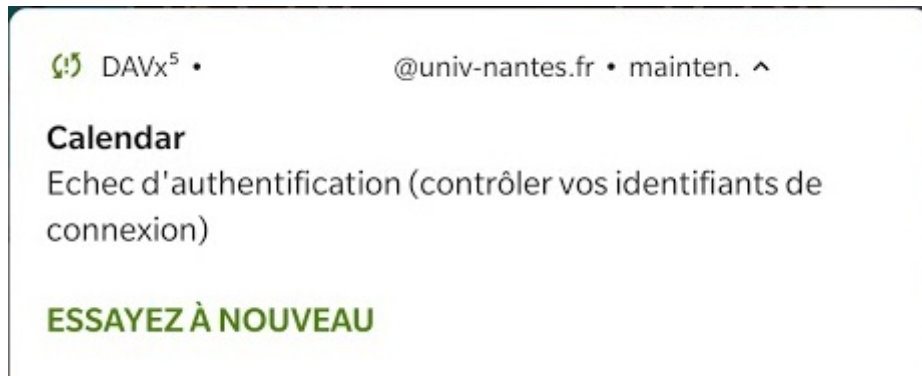 DAVx⁵ • @univ-nantes.fr • mainten.
Calendar
Echec d'authentification (contrôler vos identifiants de
connexion)
ESSAYEZ À NOUVEAU